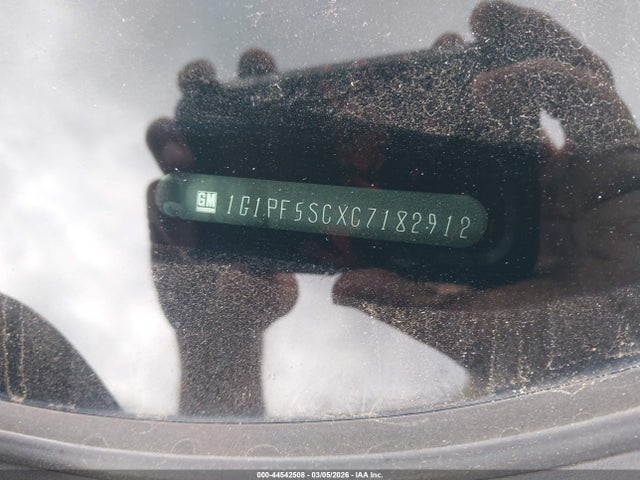 GM 1G1PF5SCXC7182912
000-44542508 - 03/05/2026 - IAA Inc.